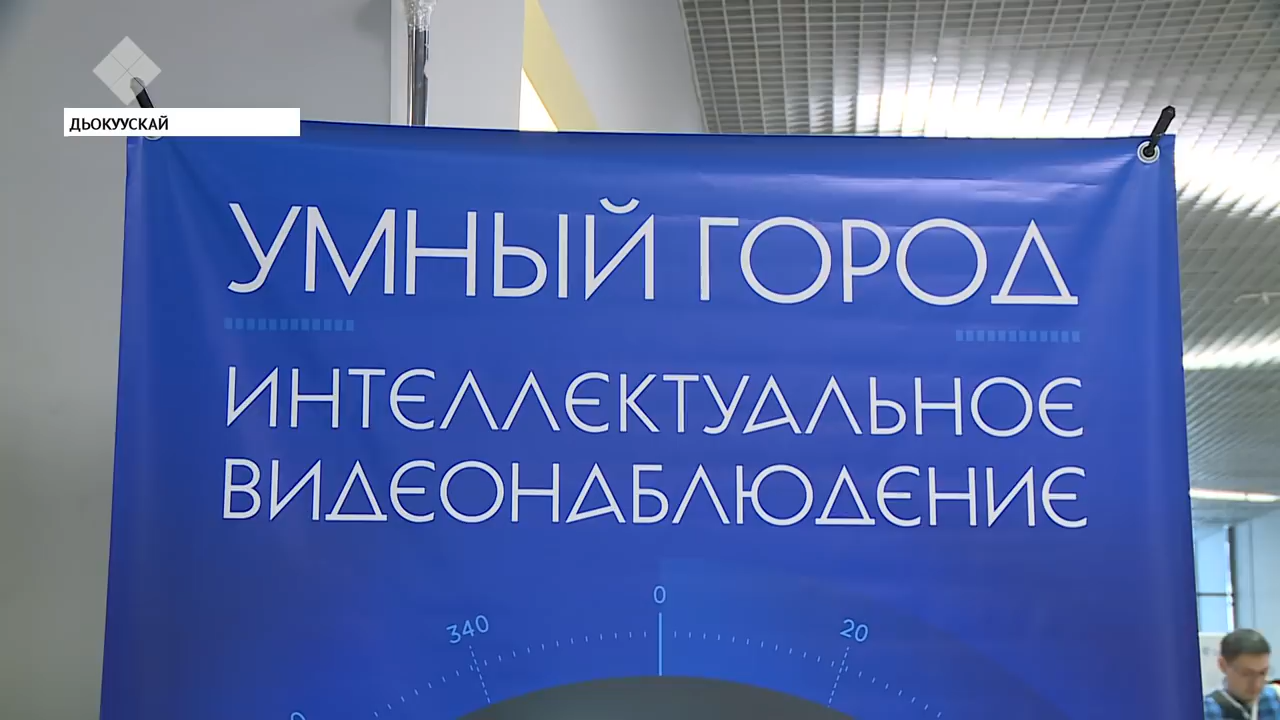 ДЬОКУУСКАЙ
УМНЫЙ ГОРОД
ИНТЕЛЛЕКТУАЛЬНОЕ
ВИДЕОНАБЛЮДЕНИЕ
0
340
20